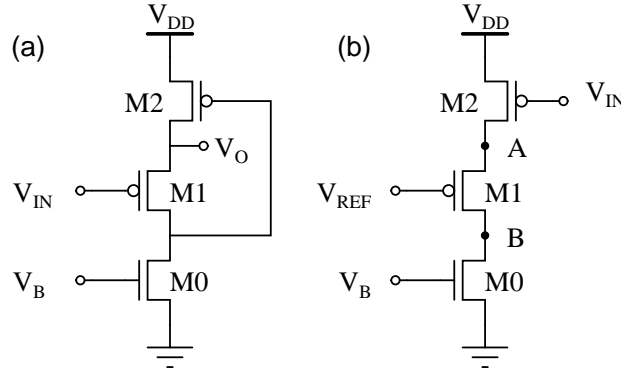 (a)
V_DD
M2
V_O
V_IN
M1
V_B
M0
(b)
V_DD
M2
V_IN
A
V_REF
M1
B
V_B
M0